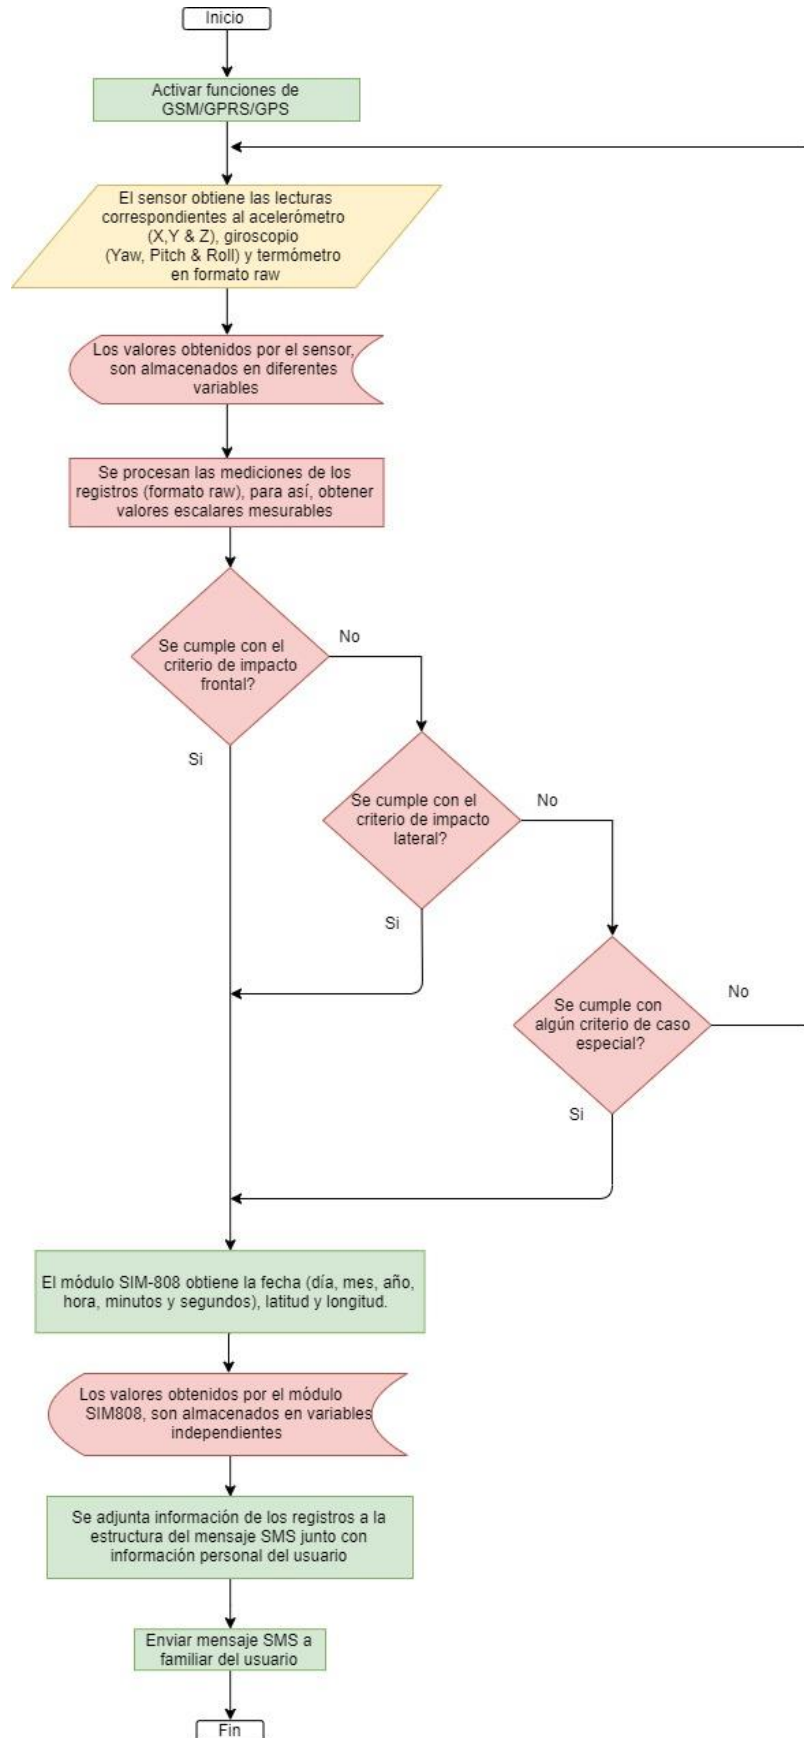 Inicio
Activar funciones de
GSM/GPRS/GPS
El sensor obtiene las lecturas
correspondientes al acelerómetro
(X,Y & Z), giroscopio
(Yaw, Pitch & Roll) y termómetro
en formato raw
Los valores obtenidos por el sensor,
son almacenados en diferentes
variables
Se procesan las mediciones de los
registros (formato raw), para así, obtener
valores escalares mesurables
Se cumple con el
criterio de impacto
frontal?
No
Si
Se cumple con el
criterio de impacto
lateral?
No
Si
Se cumple con
algún criterio de caso
especial?
No
Si
El módulo SIM-808 obtiene la fecha (día, mes, año,
hora, minutos y segundos), latitud y longitud.
Los valores obtenidos por el módulo
SIM808, son almacenados en variables
independientes
Se adjunta información de los registros a la
estructura del mensaje SMS junto con
información personal del usuario
Enviar mensaje SMS a
familiar del usuario
Fin